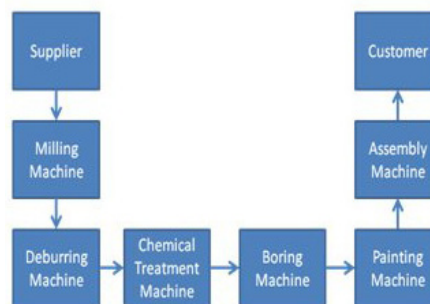 Supplier
Customer
Milling
Machine
Assembly
Machine
Deburring
Machine
Chemical
Treatment
Machine
Boring
Machine
Painting
Machine